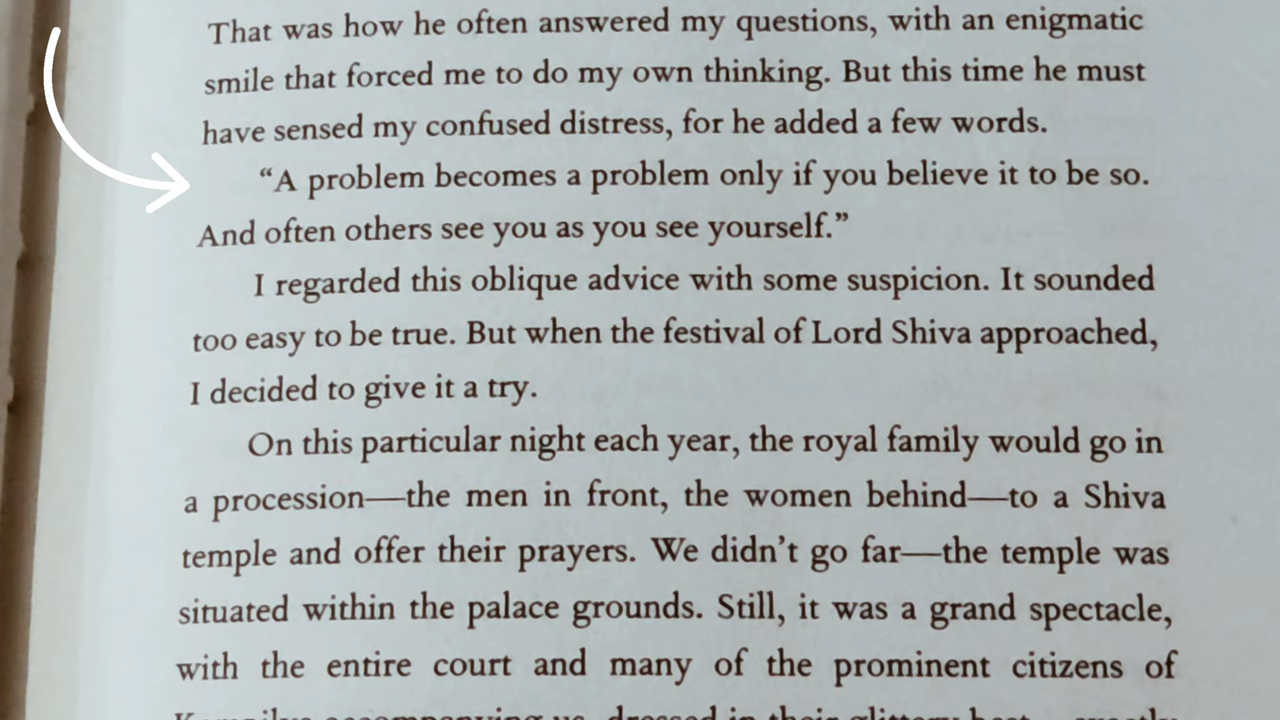 That was how he often answered my questions, with an enigmatic
smile that forced me to do my own thinking. But this time he must
have sensed my confused distress, for he added a few words.
“A problem becomes a problem only if you believe it to be so.
And often others see you as you see yourself.”
I regarded this oblique advice with some suspicion. It sounded
too easy to be true. But when the festival of Lord Shiva approached,
I decided to give it a try.
On this particular night each year, the royal family would go in
a procession—the men in front, the women behind—to a Shiva
temple and offer their prayers. We didn’t go far—the temple was
situated within the palace grounds. Still, it was a grand spectacle,
with the entire court and many of the prominent citizens of
accompanying us, dressed in their glittery best